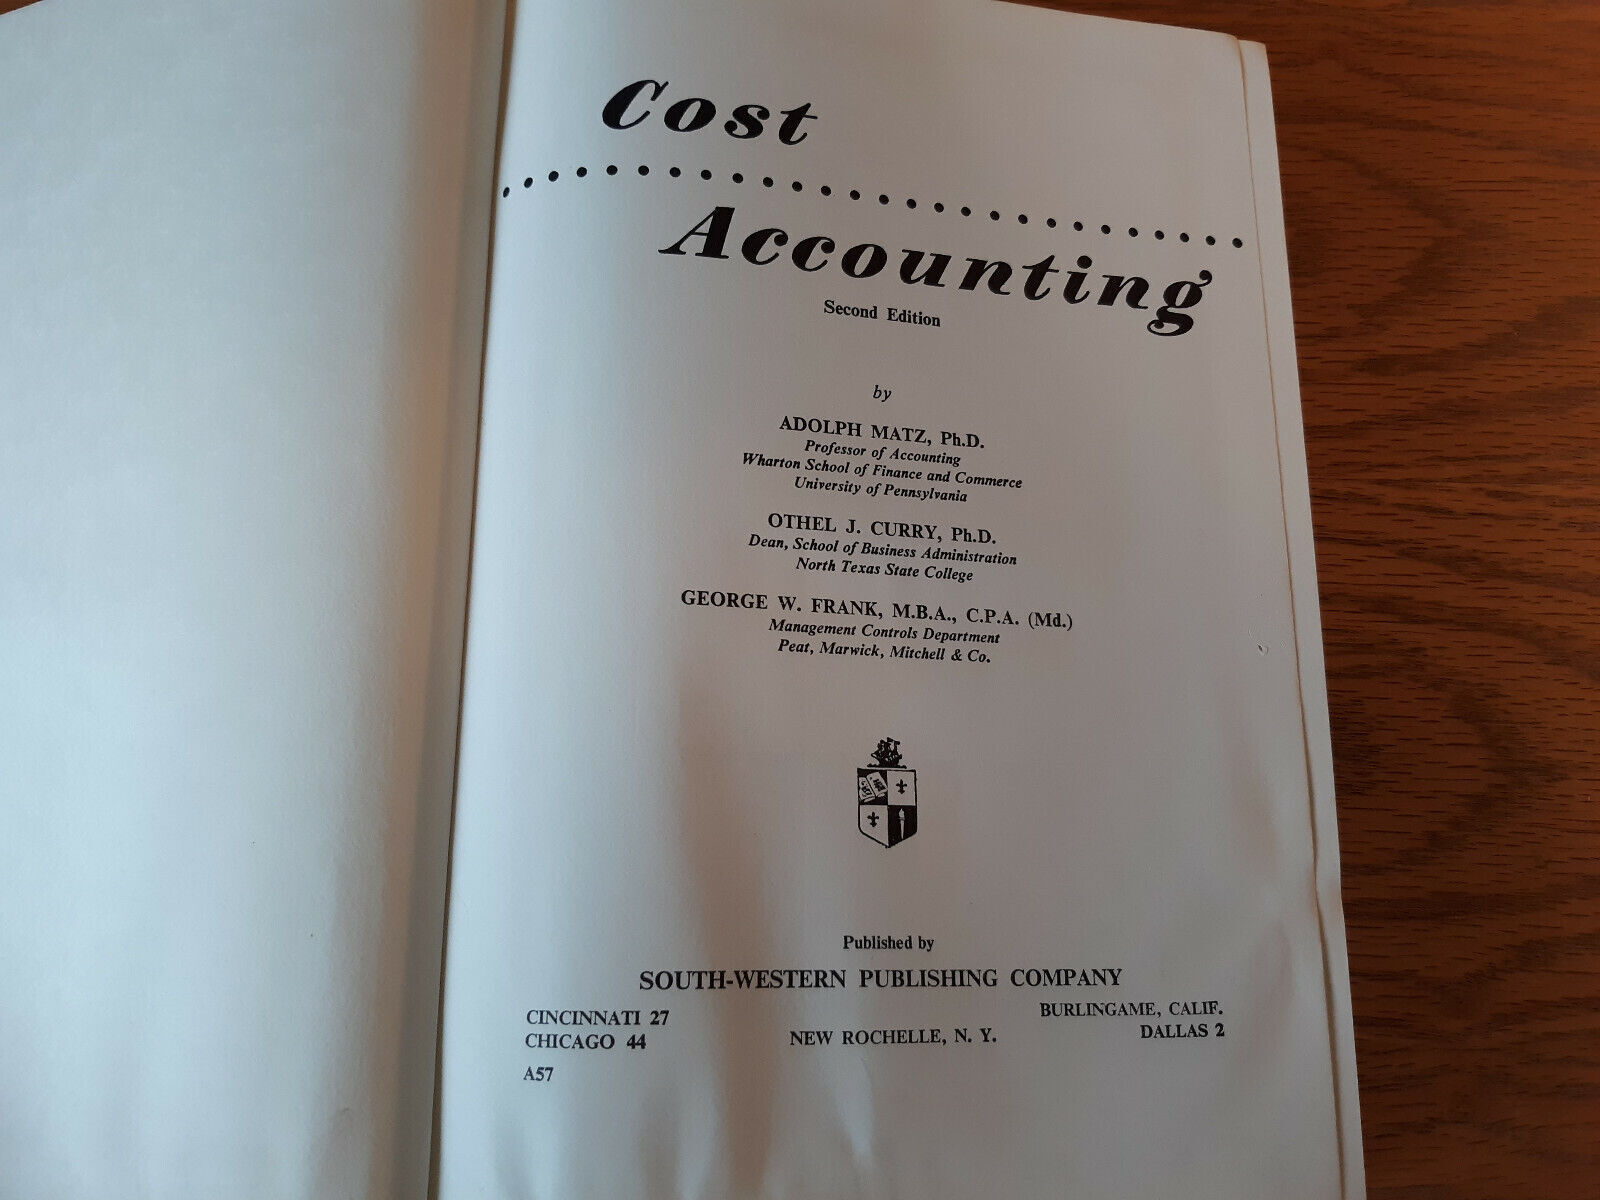 Cost
Accounting
Second Edition
by
ADOLPH MATZ, Ph.D.
Professor of Accounting
Wharton School of Finance and Commerce
University of Pennsylvania
OTHEL J. CURRY, Ph.D.
Dean, School of Business Administration
North Texas State College
GEORGE W. FRANK, M.B.A., C.P.A. (Md.)
Management Controls Department
Peat, Marwick, Mitchell & Co.
Published by
SOUTH-WESTERN PUBLISHING COMPANY
CINCINNATI 27 BURLINGAME, CALIF.
CHICAGO 44 NEW ROCHELLE, N. Y. DALLAS 2
A57